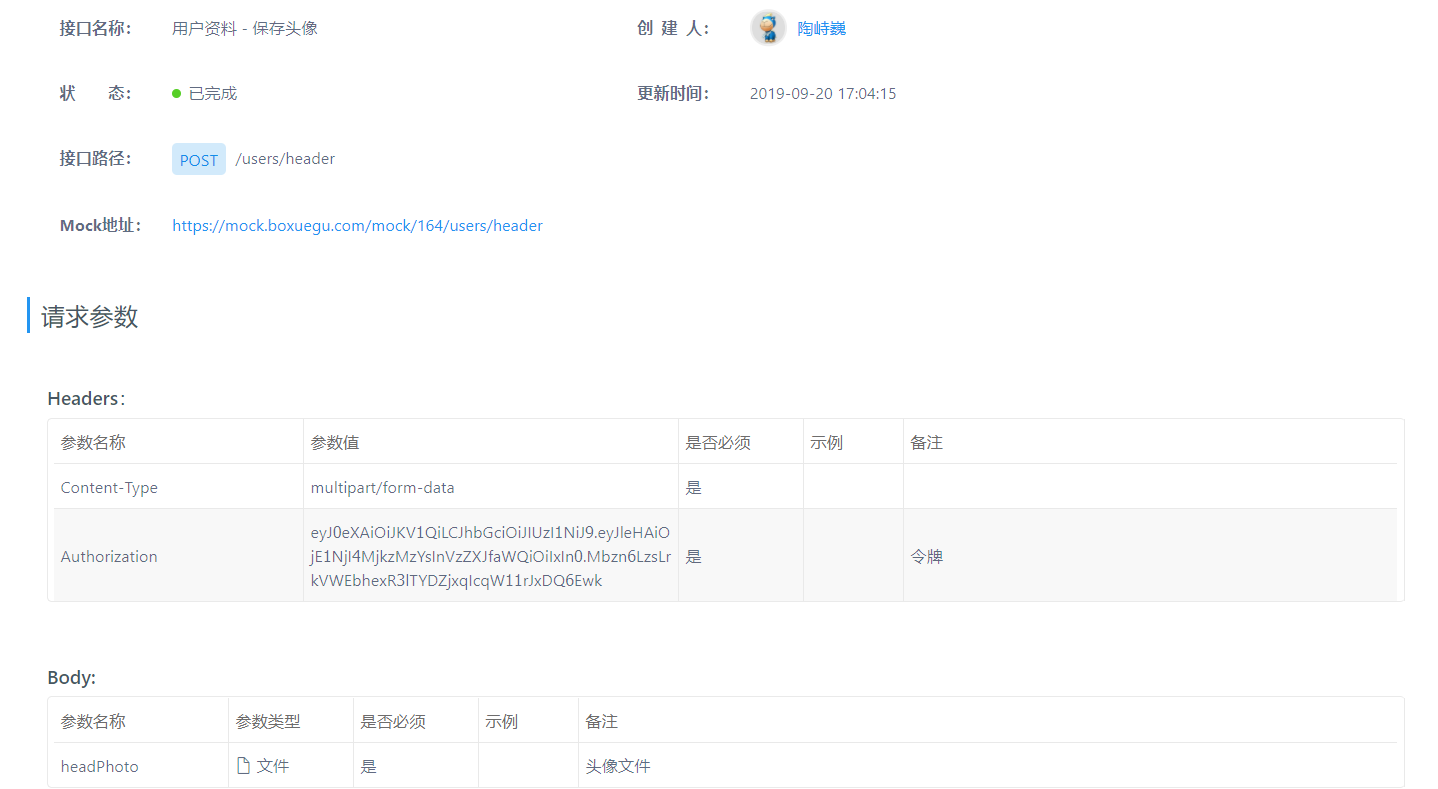 接口名称： 用户资料 - 保存头像 创 建 人： 陶峙巍
状 态： 已完成 更新时间： 2019-09-20 17:04:15
接口路径： POST /users/header
Mock地址： https://mock.boxuegu.com/mock/164/users/header
请求参数
Headers：
参数名称 参数值 是否必须 示例 备注
Content-Type multipart/form-data 是
Authorization eyJ0eXAiOiJKV1QiLCJhbGciOiJIUzI1NiJ9.eyJleHAiO
jE1NjI4MjkzMzYsInVzZXJfaWQiOiIxIn0.Mbzn6LzsLr
kVWEbhexR3lTYDZjxqIcqW11rJxDQ6Ewk 是 令牌
Body:
参数名称 参数类型 是否必须 示例 备注
headPhoto 文件 是 头像文件